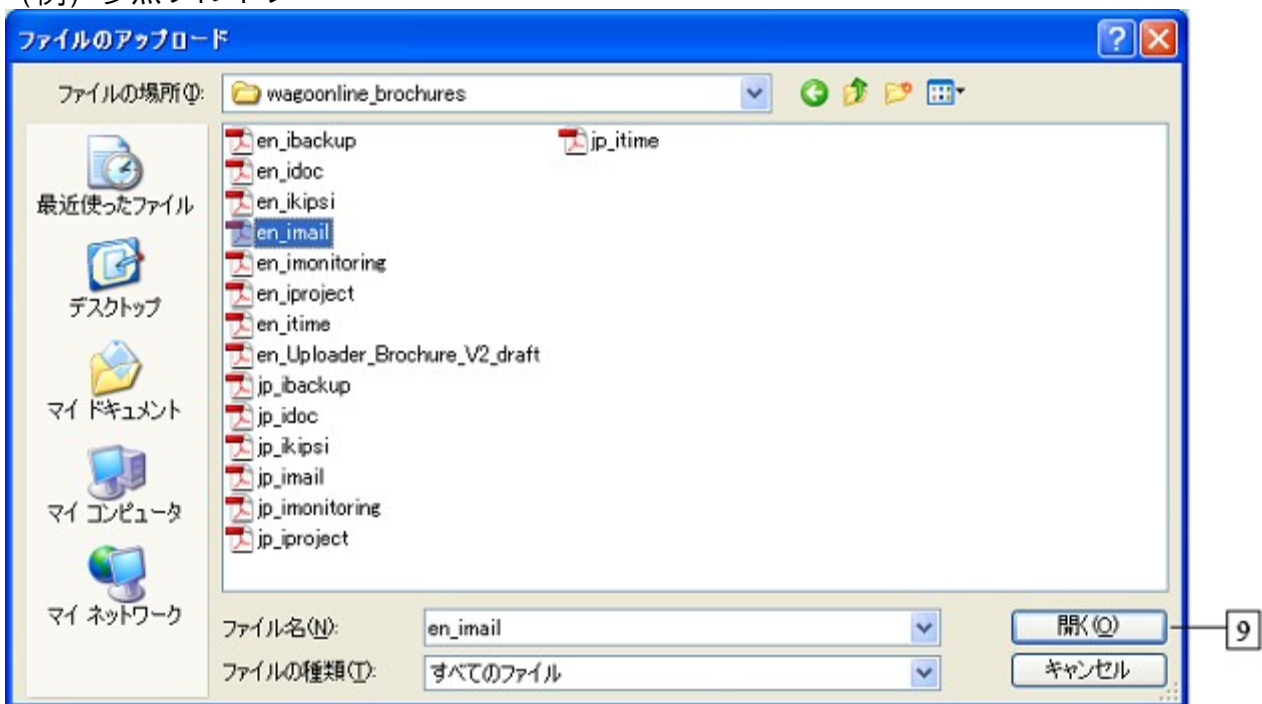 (例) 参照ウィンドウ
ファイルのアップロード
ファイルの場所(I):
wagoonline_brochures
最近使ったファイル
デスクトップ
マイ ドキュメント
マイ コンピュータ
マイ ネットワーク
en_ibackup
en_idoc
en_ikipsi
en_imail
en_imonitoring
en_iproject
en_itime
en_Uploader_Brochure_V2_draft
jp_ibackup
jp_idoc
jp_ikipsi
jp_imail
jp_imonitoring
jp_iproject
jp_itime
ファイル名(N):
en_imail
開く(O)
9
ファイルの種類(T):
すべてのファイル
キャンセル